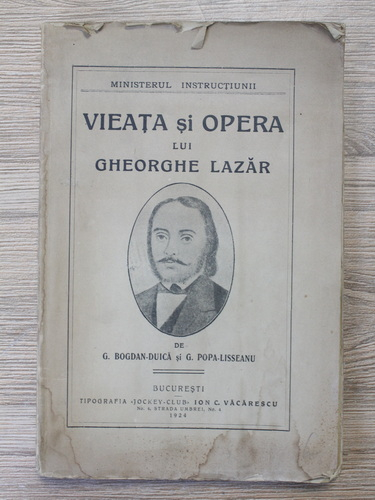 MINISTERUL INSTRUCȚIUNII
VIEAȚA și OPERA
LUI
GHEORGHE LAZĂR
DE
G. BOGDAN-DUICĂ și G. POPA-LISSEANU
BUCUREȘTI
TIPOGRAFIA «JOCKEY-CLUB» ION C. VĂCĂRESCU
No. 4, STRADA UMBREI, No. 4
1924